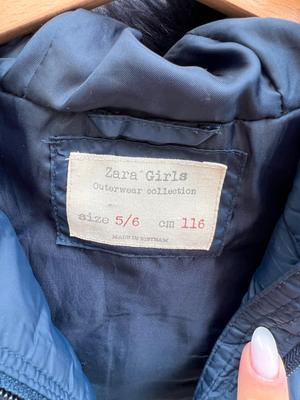 Zara Girls
Outerwear collection
size 5/6 cm 116
MADE IN VIETNAM